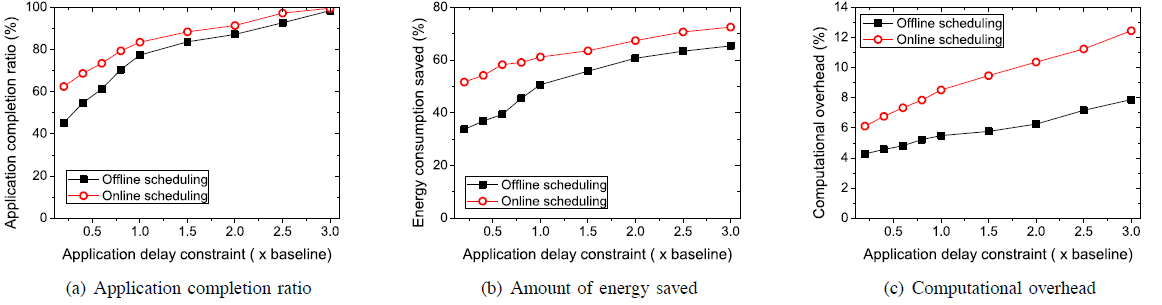 Application completion ratio (%)
100
80
60
40
20
0
Offline scheduling
Online scheduling
0.5 1.0 1.5 2.0 2.5 3.0
Application delay constraint ( x baseline)
(a) Application completion ratio
Energy consumption saved (%)
80
60
40
20
0
Offline scheduling
Online scheduling
0.5 1.0 1.5 2.0 2.5 3.0
Application delay constraint ( x baseline)
(b) Amount of energy saved
Computational overhead (%)
14
12
10
8
6
4
2
0
Offline scheduling
Online scheduling
0.5 1.0 1.5 2.0 2.5 3.0
Application delay constraint ( x baseline)
(c) Computational overhead